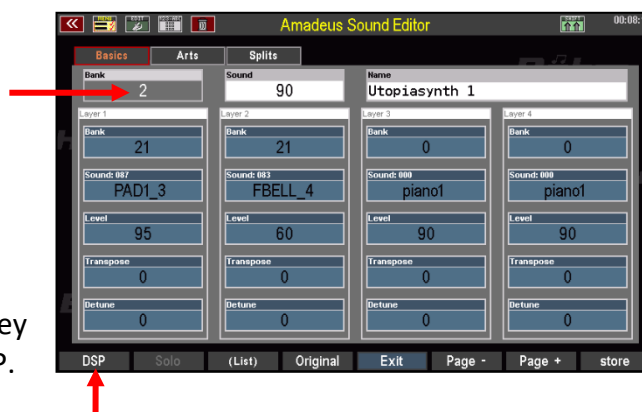 Amadeus Sound Editor 00:08:
Basics Arts Splits
Bank Sound Name
2 90 Utopiasynth 1
Layer 1 Layer 2 Layer 3 Layer 4
Bank Bank Bank Bank
21 21 0 0
Sound: 087 Sound: 083 Sound: 000 Sound: 000
PAD1_3 FBELL_4 piano1 piano1
Level Level Level Level
95 60 90 90
Transpose Transpose Transpose Transpose
0 0 0 0
Detune Detune Detune Detune
0 0 0 0
ey
DSP Solo (List) Original Exit Page - Page + store